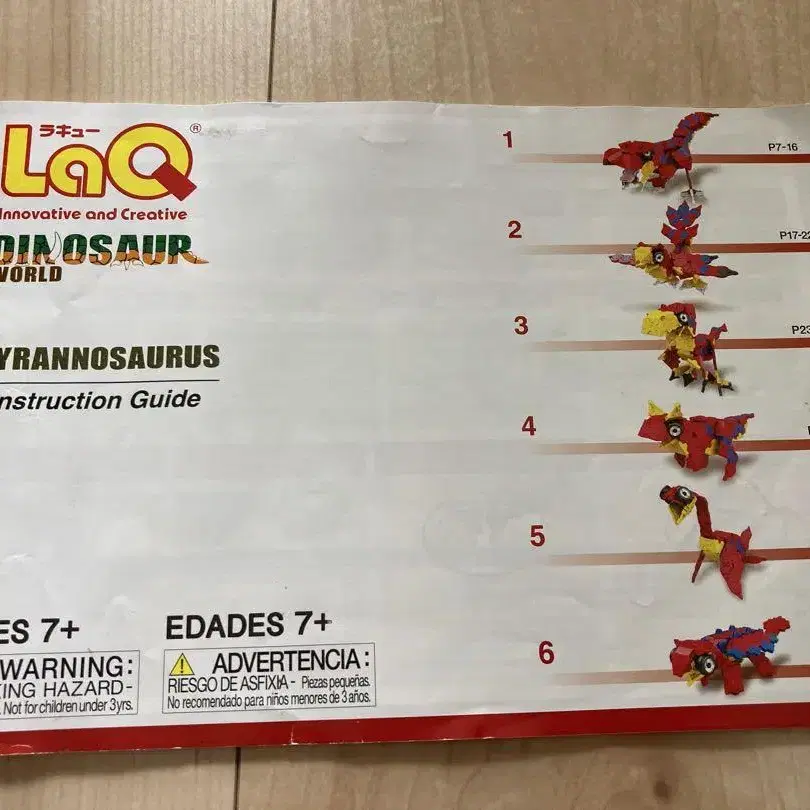 ラキュー
LaQ®
Innovative and Creative
DINOSAUR
WORLD
YRANNOSAURUS
nstruction Guide
ES 7+
WARNING:
KING HAZARD-
Not for children under 3yrs.
EDADES 7+
ADVERTENCIA:
RIESGO DE ASFIXIA - Piezas pequeñas.
No recomendado para niños menores de 3 años.
1
P7-16
2
P17-22
3
P23
4
5
6